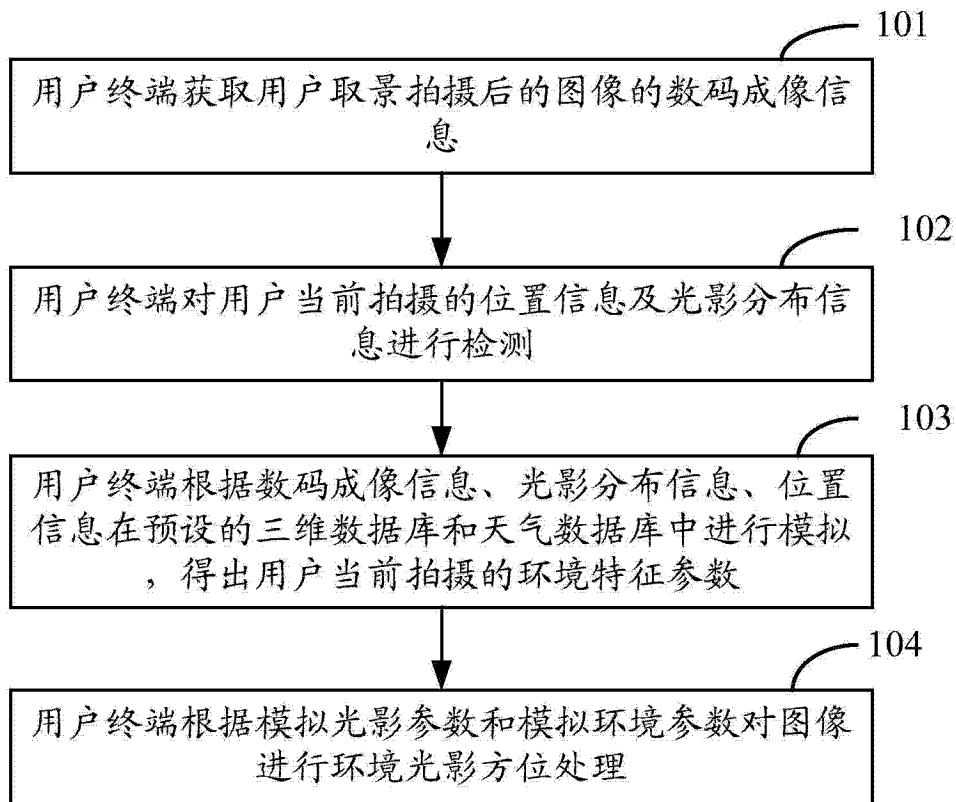 101
用户终端获取用户取景拍摄后的图像的数码成像信
息
102
用户终端对用户当前拍摄的位置信息及光影分布信
息进行检测
103
用户终端根据数码成像信息、光影分布信息、位置
信息在预设的三维数据库和天气数据库中进行模拟
，得出用户当前拍摄的环境特征参数
104
用户终端根据模拟光影参数和模拟环境参数对图像
进行环境光影方位处理